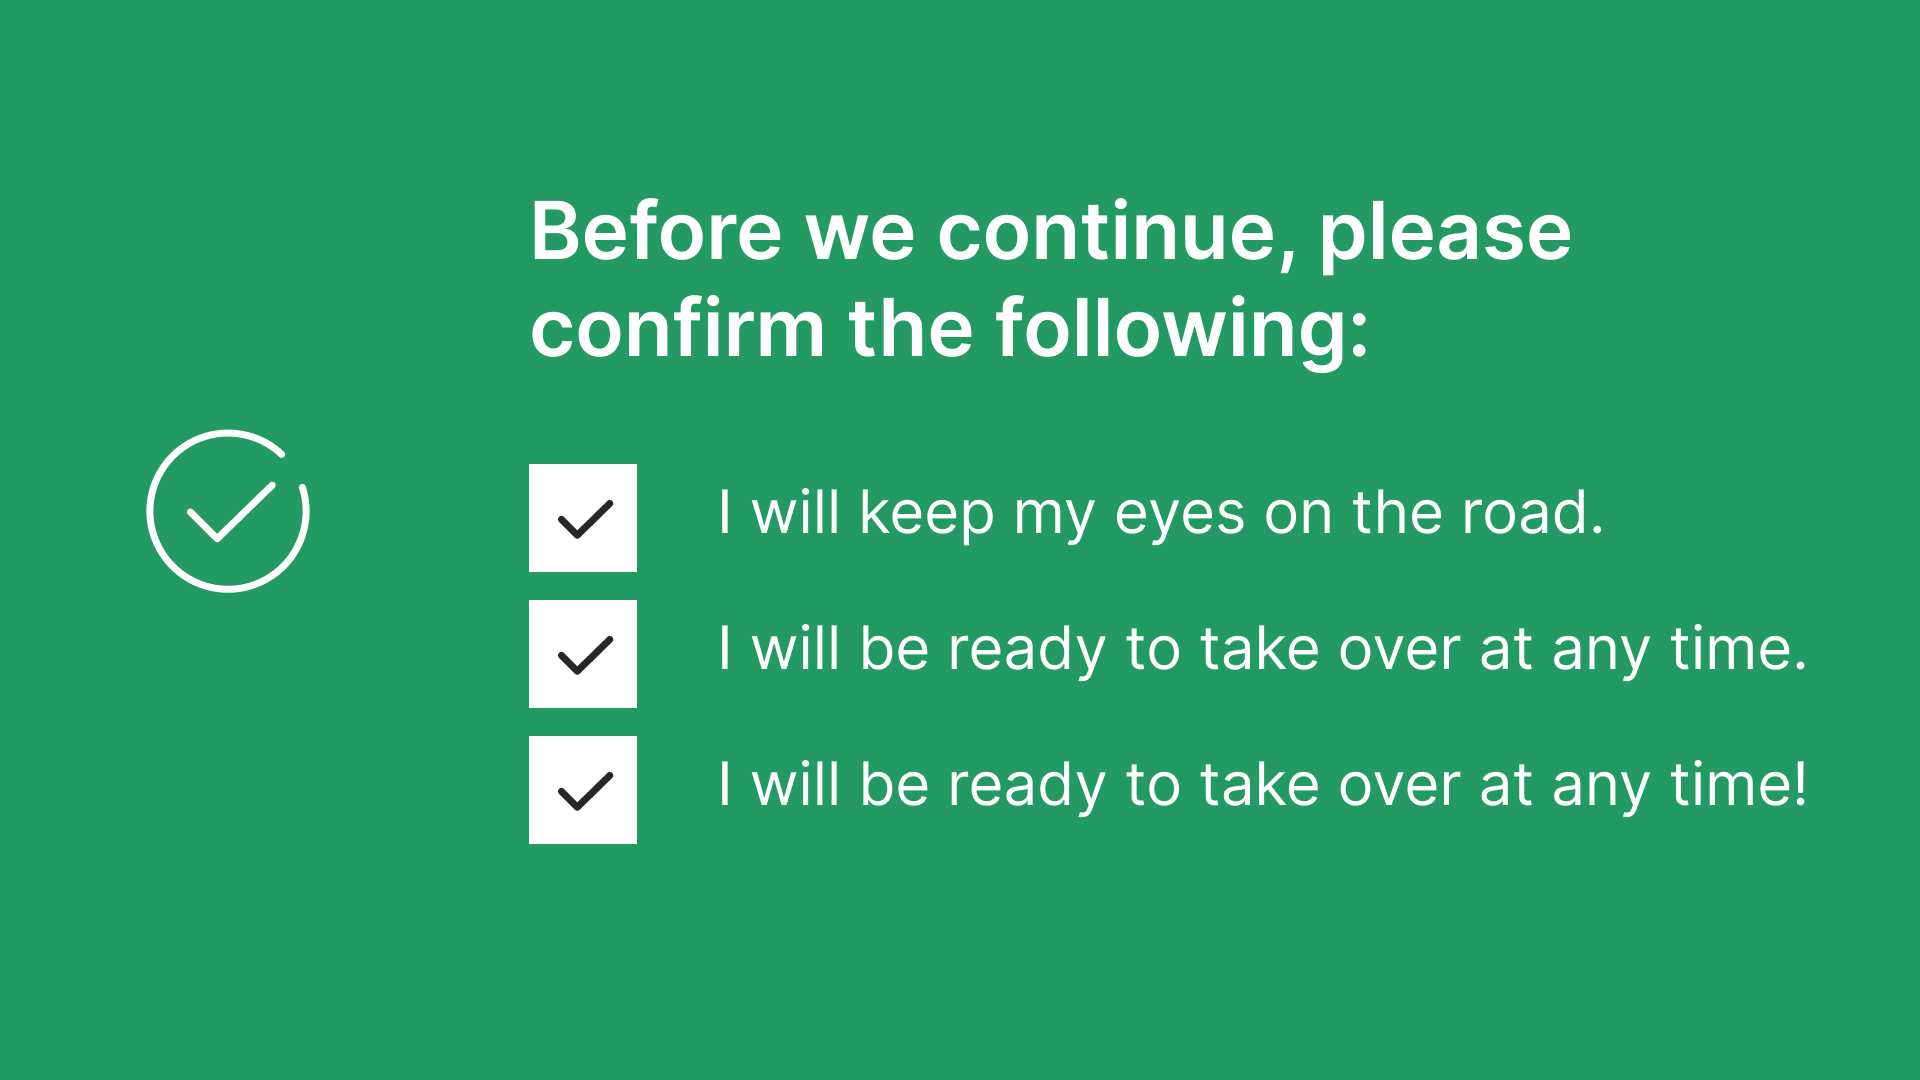 Before we continue, please
confirm the following:
I will keep my eyes on the road.
I will be ready to take over at any time.
I will be ready to take over at any time!